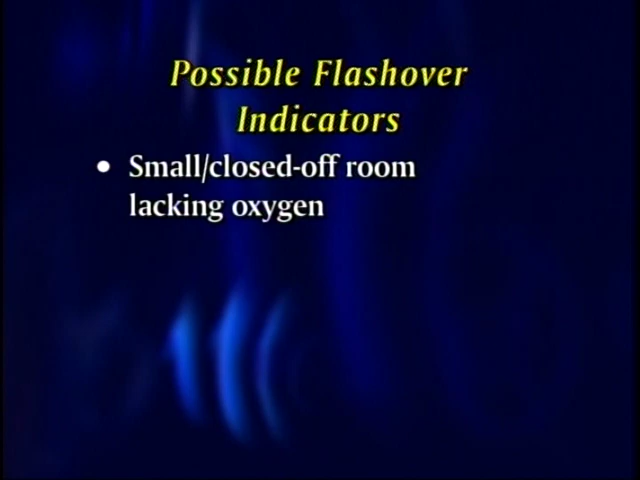 Possible Flashover
Indicators
• Small/closed-off room
lacking oxygen